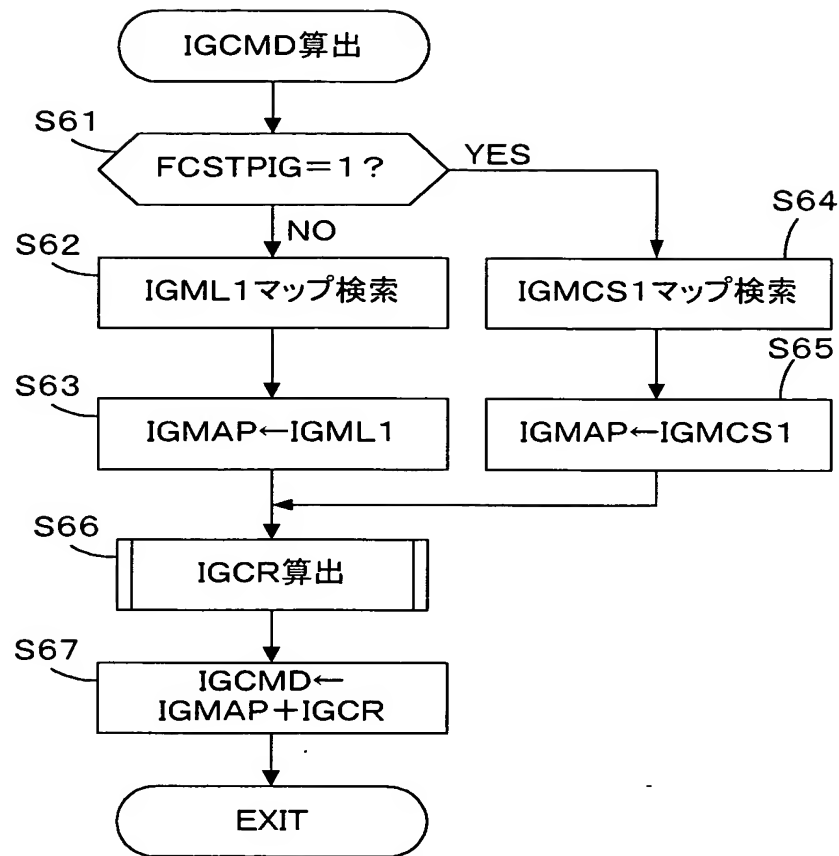 IGCMD算出
S61
FCSTPIG=1?
YES
NO
S62
IGML1マップ検索
S64
IGMCS1マップ検索
S63
IGMAP←IGML1
S65
IGMAP←IGMCS1
S66
IGCR算出
S67
IGCMD←
IGMAP+IGCR
EXIT